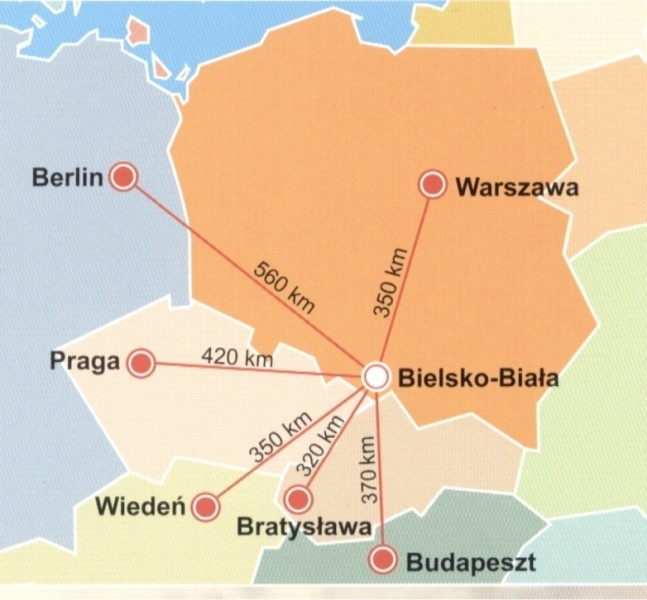 Berlin
Warszawa
560 km
350 km
Praga
420 km
Bielsko-Biała
350 km
320 km
370 km
Wiedeń
Bratysława
Budapeszt